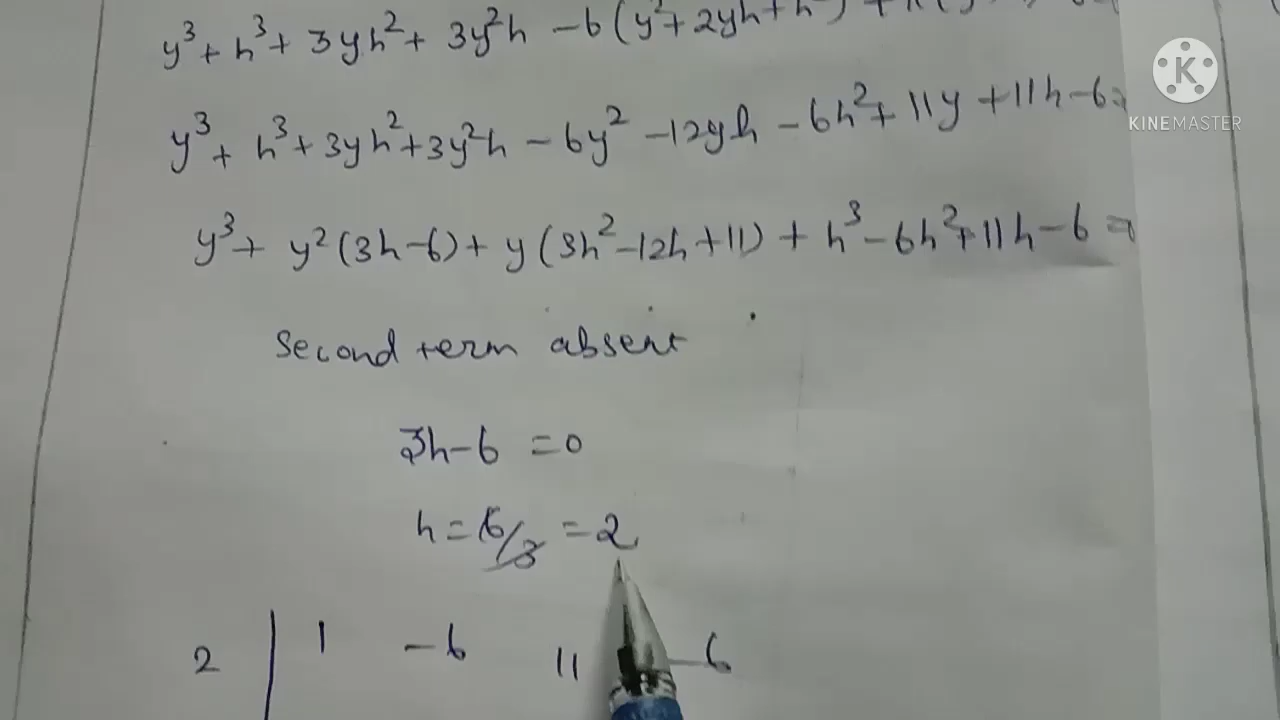 y³ + h³ + 3yh² + 3y²h - 6(y² + 2yh + h²) + 11(y
K
KINEMASTER
y³ + h³ + 3yh² + 3y²h - 6y² - 12yh - 6h² + 11y + 11h - 6 =
y³ + y²(3h-6) + y(3h² - 12h + 11) + h³ - 6h² + 11h - 6 =
Second term absent
3h - 6 = 0
h = 6/3 = 2
2 | 1 -6 11 -6